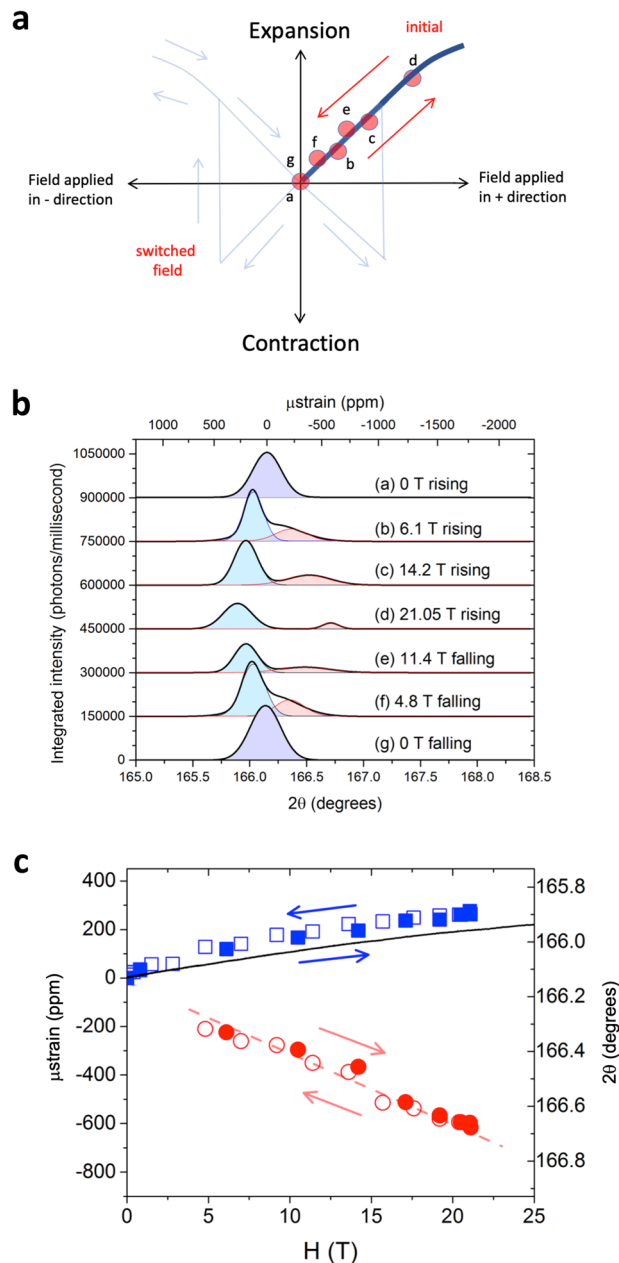 a
Expansion
initial
d
e
c
f
b
g
a
Field applied
in - direction
Field applied
in + direction
switched
field
Contraction
b
μstrain (ppm)
1000 500 0 -500 -1000 -1500 -2000
1050000
(a) 0 T rising
900000
(b) 6.1 T rising
750000
(c) 14.2 T rising
600000
(d) 21.05 T rising
450000
(e) 11.4 T falling
300000
(f) 4.8 T falling
150000
(g) 0 T falling
0
Integrated intensity (photons/millisecond)
165.0 165.5 166.0 166.5 167.0 167.5 168.0 168.5
2θ (degrees)
c
400
200
0
-200
-400
-600
-800
μstrain (ppm)
165.8
166.0
166.2
166.4
166.6
166.8
2θ (degrees)
0 5 10 15 20 25
H (T)